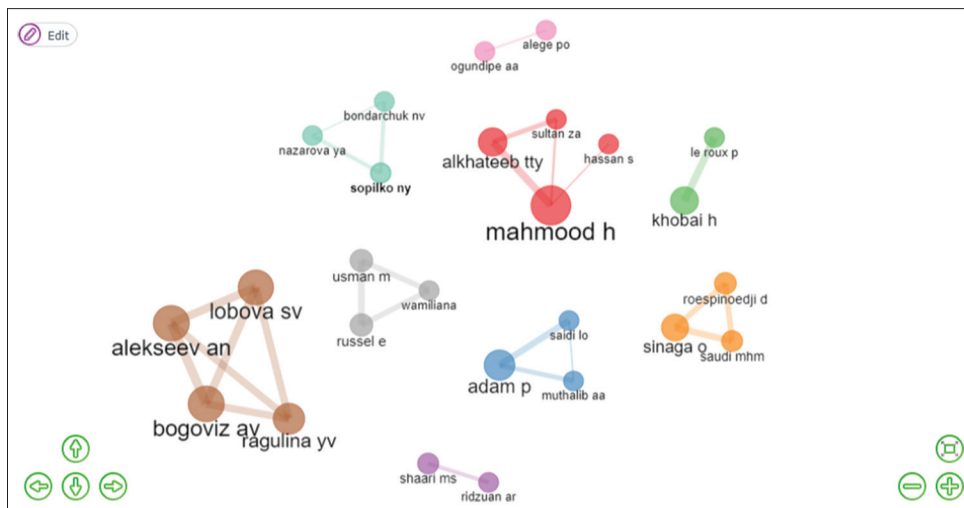 Edit
alege po
ogundipe aa
bondarchuk nv
nazarova ya
sopilko ny
sultan za
alkhateeb tty
hassan s
mahmood h
le roux p
khobai h
usman m
wamiliana
russel e
lobova sv
alekseev an
bogoviz av
ragulina yv
saidi lo
adam p
muthalib aa
roespinoedji d
sinaga o
saudi mhm
shaari ms
ridzuan ar